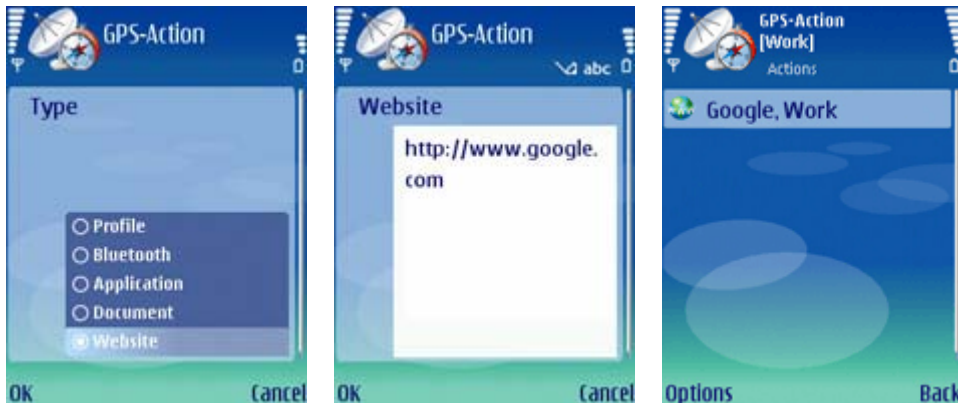 GPS-Action
Type
Profile
Bluetooth
Application
Document
Website
OK Cancel
GPS-Action
abc
Website
http://www.google.
com
OK Cancel
GPS-Action
[Work]
Actions
Google, Work
Options Back